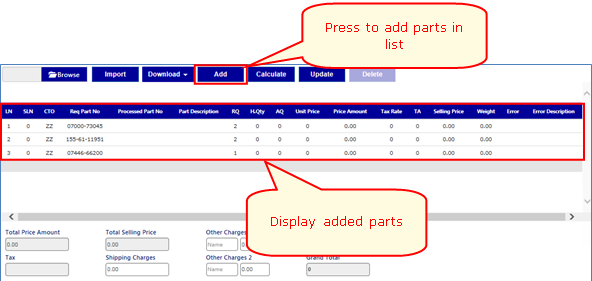 Press to add parts in
list
Browse Import Download Add Calculate Update Delete
LN SLN CTO Req Part No Processed Part No Part Description RQ H.Qty AQ Unit Price Price Amount Tax Rate TA Selling Price Weight Error Error Description
1 0 ZZ 07000-73045 2 0 0 0.00 0.00 0 0.00 0.00
2 0 ZZ 155-61-11951 2 0 0 0.00 0.00 0 0.00 0.00
3 0 ZZ 07446-66200 1 0 0 0.00 0.00 0 0.00 0.00
Display added parts
Total Price Amount Total Selling Price Other Charges
0.00 0.00 Name
Tax Shipping Charges Other Charges 2 Grand Total
0.00 Name 0.00 0